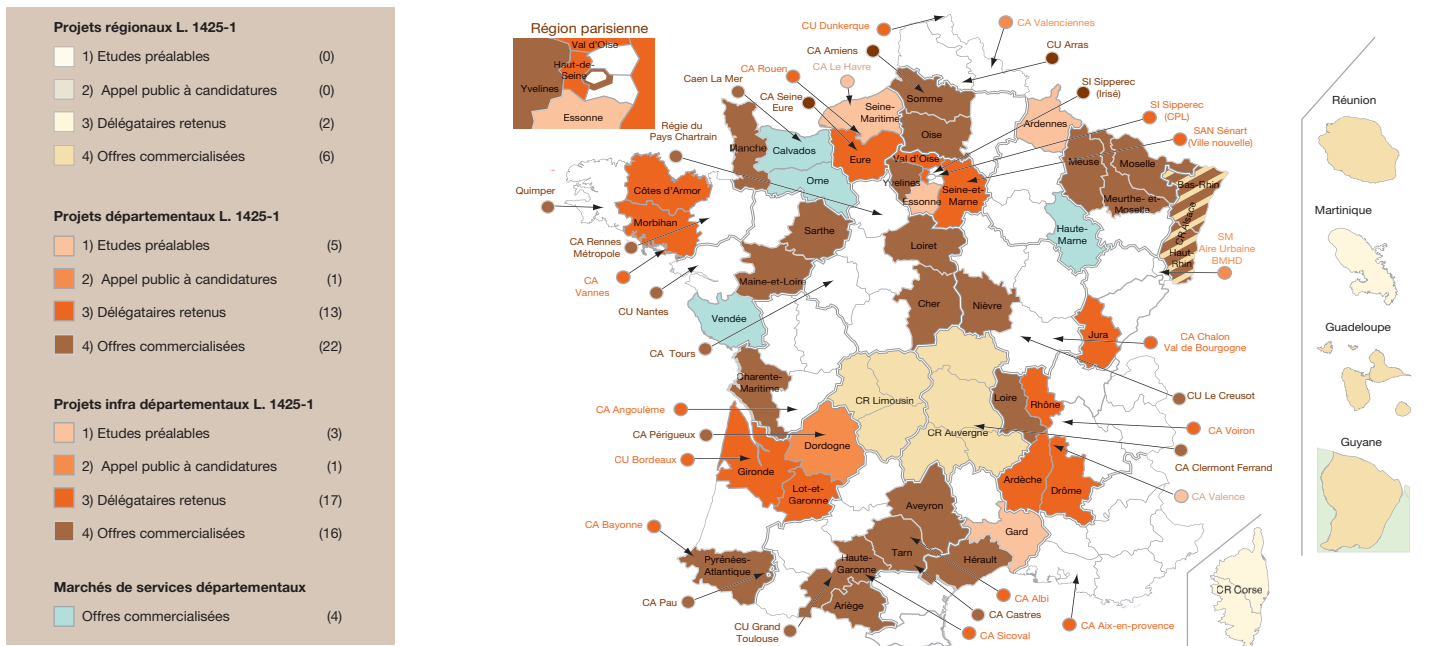 Projets régionaux L. 1425-1
1) Etudes préalables (0)
2) Appel public à candidatures (0)
3) Délégataires retenus (2)
4) Offres commercialisées (6)
Projets départementaux L. 1425-1
1) Etudes préalables (5)
2) Appel public à candidatures (1)
3) Délégataires retenus (13)
4) Offres commercialisées (22)
Projets infra départementaux L. 1425-1
1) Etudes préalables (3)
2) Appel public à candidatures (1)
3) Délégataires retenus (17)
4) Offres commercialisées (16)
Marchés de services départementaux
Offres commercialisées (4)
Région parisienne
Val d'Oise
Haut-de-
Seine
Yvelines
Essonne
CU Dunkerque
CA Valenciennes
CA Amiens
CU Arras
CA Rouen
CA Le Havre
Caen La Mer
CA Seine
Eure
SI Sipperec
(Irisé)
SI Sipperec
(CPL)
SAN Sénart
(Ville nouvelle)
Régie du
Pays Chartrain
Somme
Seine-
Maritime
Oise
Ardennes
Manche
Calvados
Eure
Val d'Oise
Orne
Yvelines
Essonne
Seine-et-
Marne
Meuse
Moselle
Meurthe- et-
Moselle
Bas-Rhin
CR Alsace
Haut-
Rhin
Quimper
Côtes d'Armor
Morbihan
CA Rennes
Métropole
CA
Vannes
CU Nantes
Sarthe
Loiret
Haute-
Marne
SM
Aire Urbaine
BMHD
Maine-et-Loire
Vendée
Cher
Nièvre
Jura
CA Tours
CA Chalon
Val de Bourgogne
Charente-
Maritime
CR Limousin
CR Auvergne
Loire
Rhône
CU Le Creusot
CA Angoulème
CA Périgueux
CU Bordeaux
CA Voiron
CA Clermont Ferrand
CA Valence
Dordogne
Gironde
Lot-et-
Garonne
Ardèche
Drôme
Aveyron
Gard
CA Bayonne
Pyrénées-
Atlantique
Haute-
Garonne
Tarn
Hérault
Ariège
CA Pau
CU Grand
Toulouse
CA Albi
CA Castres
CA Sicoval
CA Aix-en-provence
CR Corse
Réunion
Martinique
Guadeloupe
Guyane